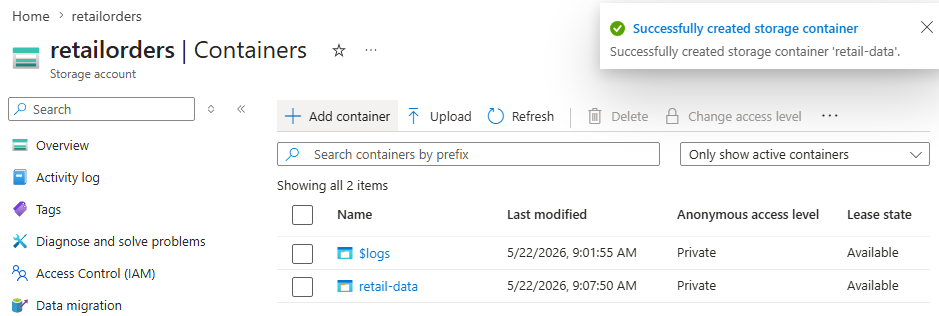 Home > retailorders
Successfully created storage container
Successfully created storage container 'retail-data'.
retailorders | Containers
Storage account
Search
Overview
Activity log
Tags
Diagnose and solve problems
Access Control (IAM)
Data migration
Add container Upload Refresh Delete Change access level
Search containers by prefix
Only show active containers
Showing all 2 items
Name Last modified Anonymous access level Lease state
$logs 5/22/2026, 9:01:55 AM Private Available
retail-data 5/22/2026, 9:07:50 AM Private Available